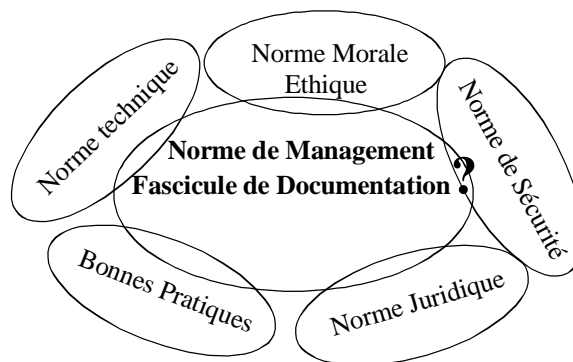 Norme Morale
Ethique
Norme technique
Norme de Sécurité
Norme de Management
Fascicule de Documentation ?
Bonnes Pratiques
Norme Juridique